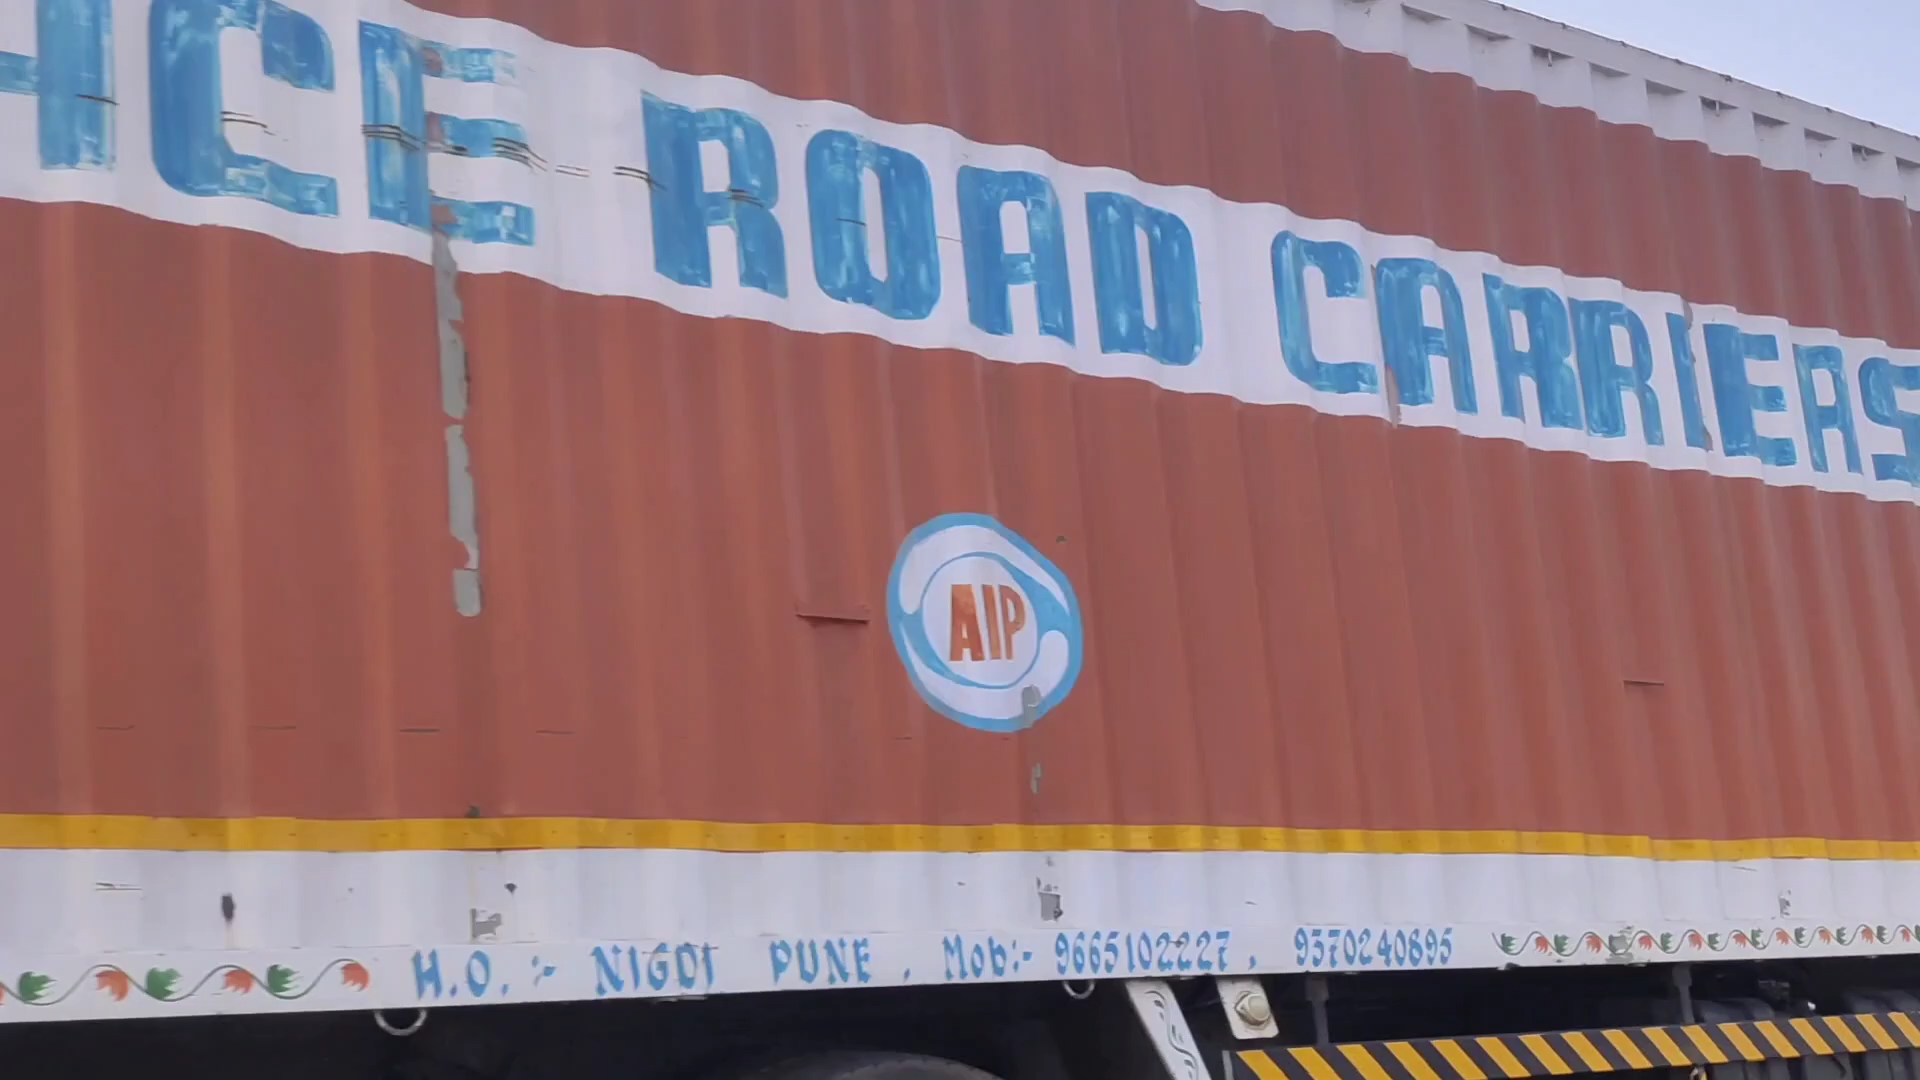 ROAD CARRIERS
AIP
H.O. :- NIGDI PUNE . Mob:- 9665102227, 9370240895